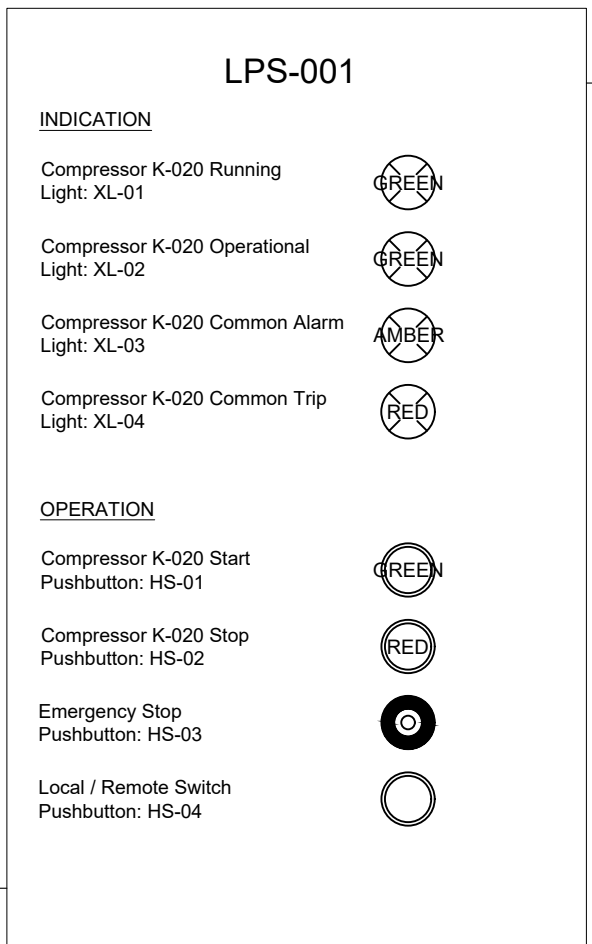 LPS-001
INDICATION
Compressor K-020 Running
Light: XL-01
GREEN
Compressor K-020 Operational
Light: XL-02
GREEN
Compressor K-020 Common Alarm
Light: XL-03
AMBER
Compressor K-020 Common Trip
Light: XL-04
RED
OPERATION
Compressor K-020 Start
Pushbutton: HS-01
GREEN
Compressor K-020 Stop
Pushbutton: HS-02
RED
Emergency Stop
Pushbutton: HS-03
Local / Remote Switch
Pushbutton: HS-04